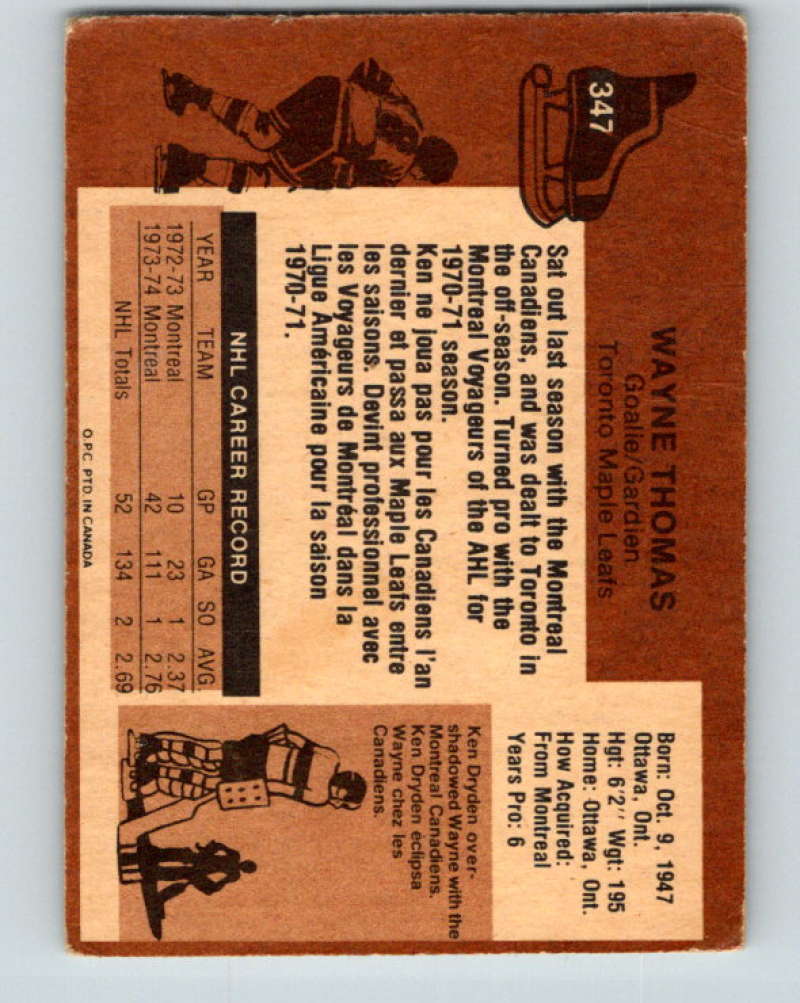 347
WAYNE THOMAS
Goalie/Gardien
Toronto Maple Leafs
Born: Oct. 9, 1947
Ottawa, Ont.
Hgt: 6'2" Wgt: 195
Home: Ottawa, Ont.
How Acquired:
From Montreal
Years Pro: 6
Sat out last season with the Montreal
Canadiens, and was dealt to Toronto in
the off-season. Turned pro with the
Montreal Voyageurs of the AHL for
1970-71 season.
Ken ne joua pas pour les Canadiens l'an
dernier et passa aux Maple Leafs entre
les saisons. Devint professionnel avec
les Voyageurs de Montréal dans la
Ligue Américaine pour la saison
1970-71.
NHL CAREER RECORD
YEAR TEAM GP GA SO AVG.
1972-73 Montreal 10 23 1 2.37
1973-74 Montreal 42 111 1 2.76
NHL Totals 52 134 2 2.69
Ken Dryden over-
shadowed Wayne with the
Montreal Canadiens.
Ken Dryden éclipsa
Wayne chez les
Canadiens.
O.P.C. PTD. IN CANADA